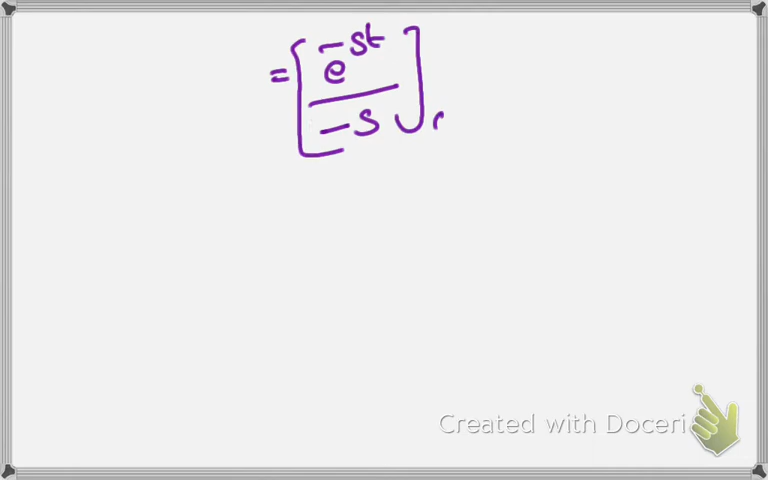 = [e^-st / -s]
Created with Doceri